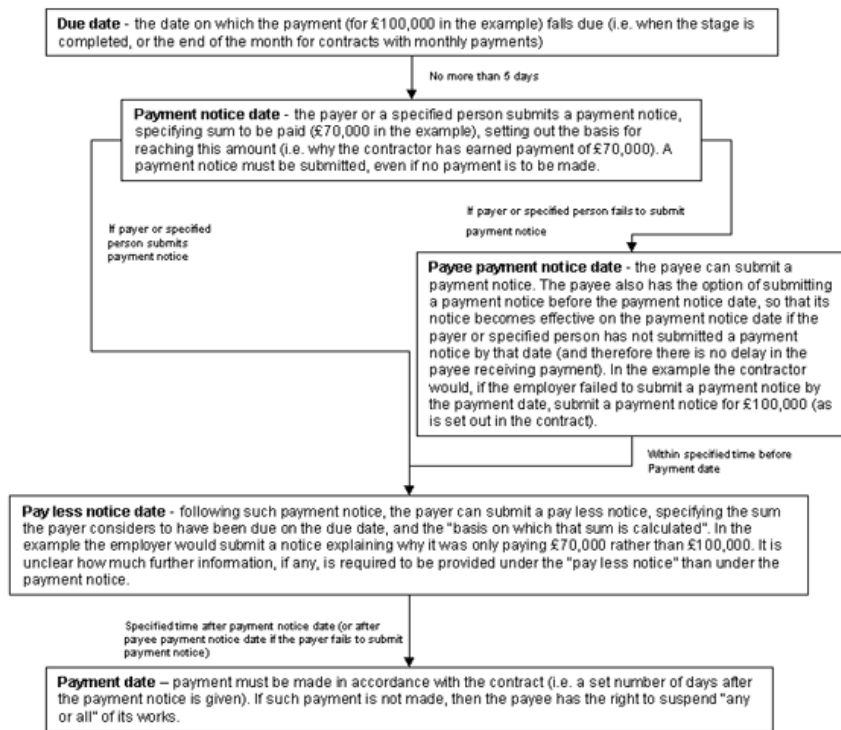 Due date - the date on which the payment (for £100,000 in the example) falls due (i.e. when the stage is
completed, or the end of the month for contracts with monthly payments)
No more than 5 days
Payment notice date - the payer or a specified person submits a payment notice,
specifying sum to be paid (£70,000 in the example), setting out the basis for
reaching this amount (i.e. why the contractor has earned payment of £70,000). A
payment notice must be submitted, even if no payment is to be made.
If payer or specified
person submits
payment notice
If payer or specified person fails to submit
payment notice
Payee payment notice date - the payee can submit a
payment notice. The payee also has the option of submitting
a payment notice before the payment notice date, so that its
notice becomes effective on the payment notice date if the
payer or specified person has not submitted a payment
notice by that date (and therefore there is no delay in the
payee receiving payment). In the example the contractor
would, if the employer failed to submit a payment notice by
the payment date, submit a payment notice for £100,000 (as
is set out in the contract).
Within specified time before
Payment date
Pay less notice date - following such payment notice, the payer can submit a pay less notice, specifying the sum
the payer considers to have been due on the due date, and the "basis on which that sum is calculated". In the
example the employer would submit a notice explaining why it was only paying £70,000 rather than £100,000. It is
unclear how much further information, if any, is required to be provided under the "pay less notice" than under the
payment notice.
Specified time after payment notice date (or after
payee payment notice date if the payer fails to submit
payment notice)
Payment date – payment must be made in accordance with the contract (i.e. a set number of days after
the payment notice is given). If such payment is not made, then the payee has the right to suspend "any
or all" of its works.